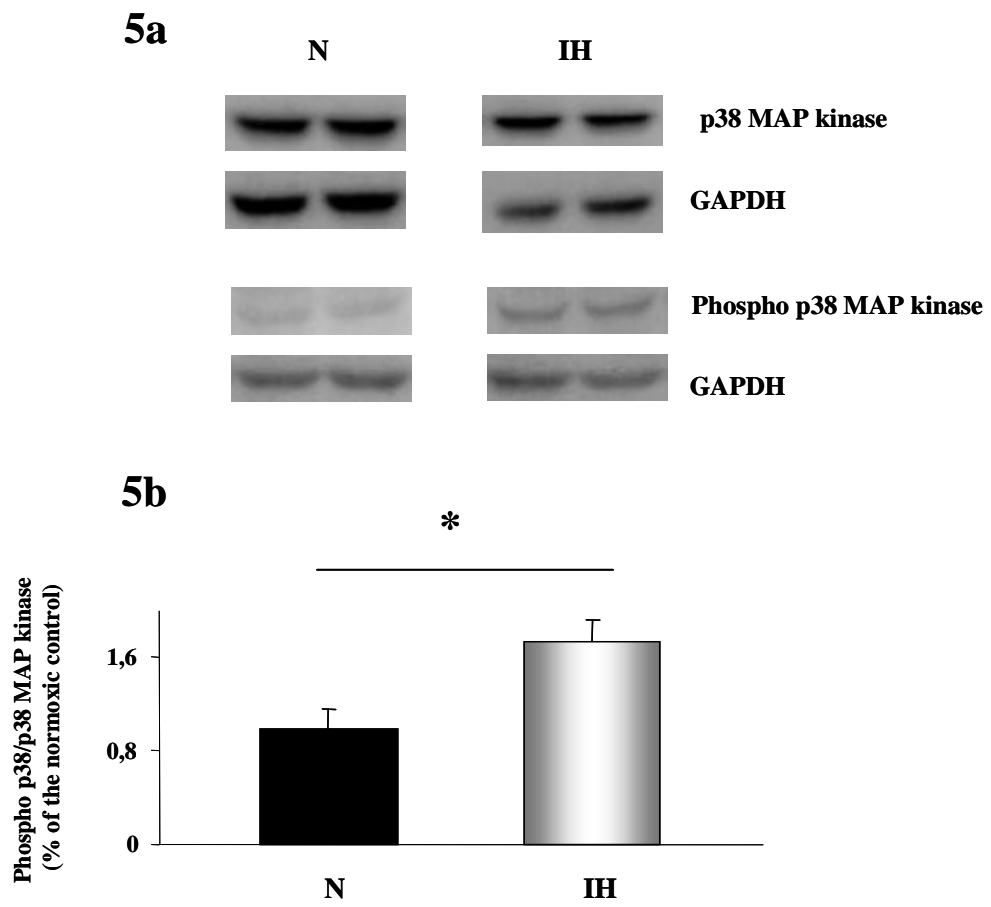 5a
N IH
p38 MAP kinase
GAPDH
Phospho p38 MAP kinase
GAPDH
5b
*
Phospho p38/p38 MAP kinase
(% of the normoxic control)
1,6
0,8
0
N IH